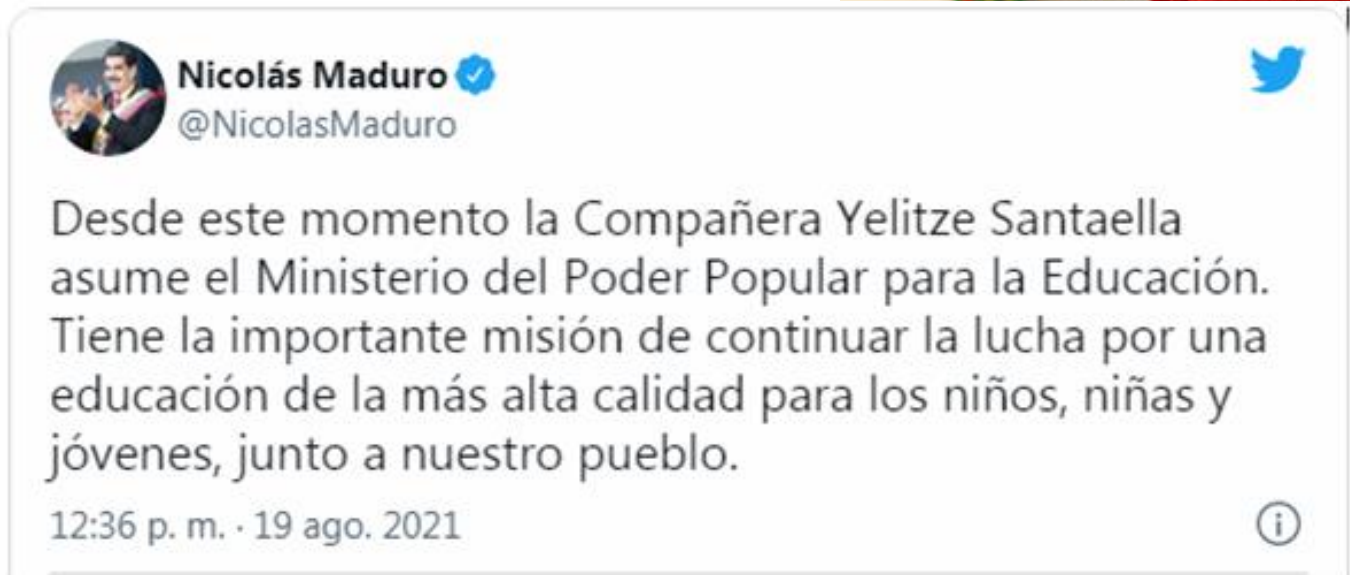 Nicolás Maduro
@NicolasMaduro
Desde este momento la Compañera Yelitze Santaella
asume el Ministerio del Poder Popular para la Educación.
Tiene la importante misión de continuar la lucha por una
educación de la más alta calidad para los niños, niñas y
jóvenes, junto a nuestro pueblo.
12:36 p. m. · 19 ago. 2021